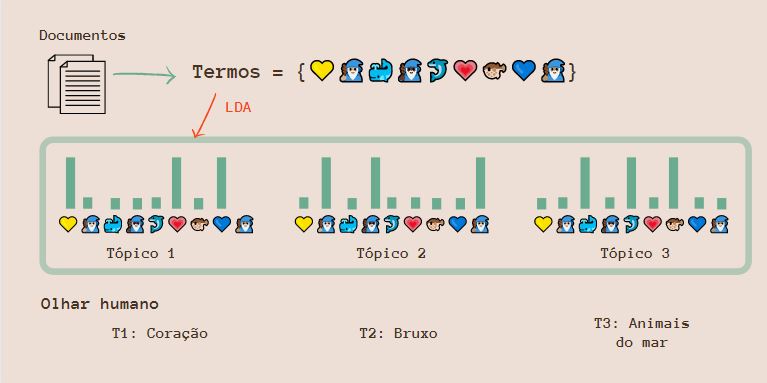 Documentos
Termos = {💛🧙🐳🧙🐬💗🐡💙🧙}
LDA
Tópico 1
Tópico 2
Tópico 3
Olhar humano
T1: Coração
T2: Bruxo
T3: Animais
do mar